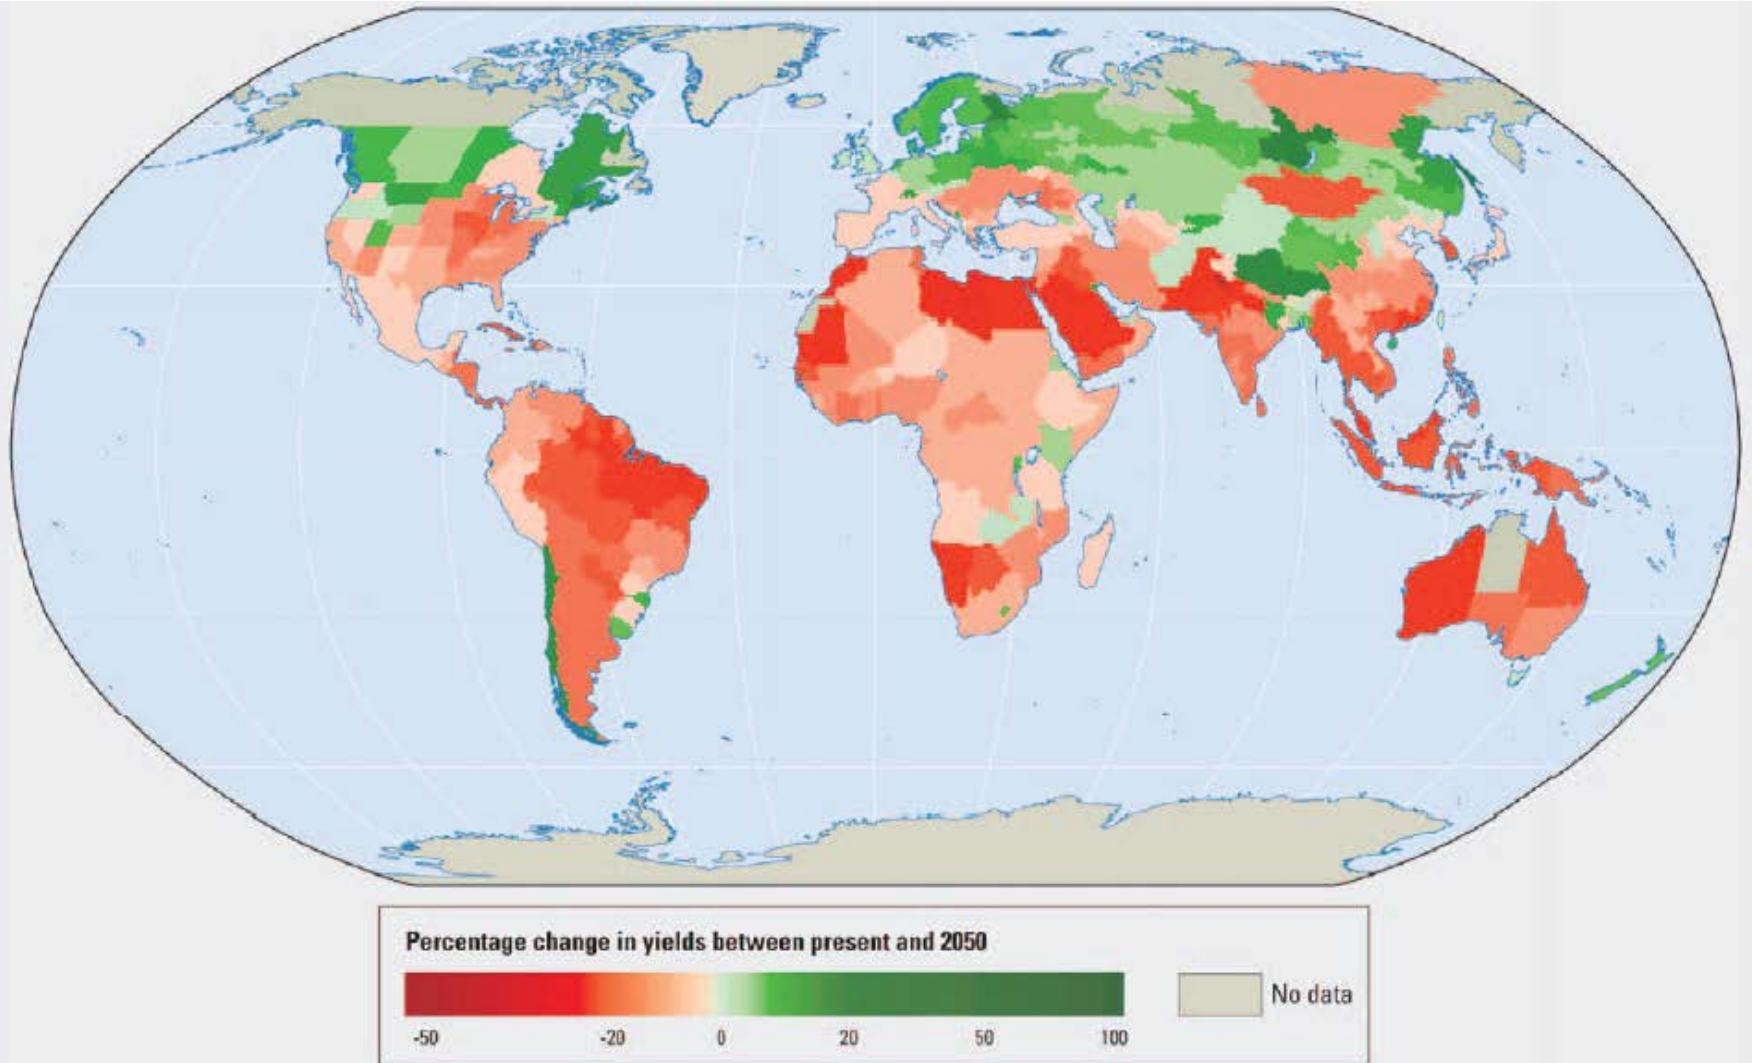 Percentage change in yields between present and 2050
No data
-50 -20 0 20 50 100